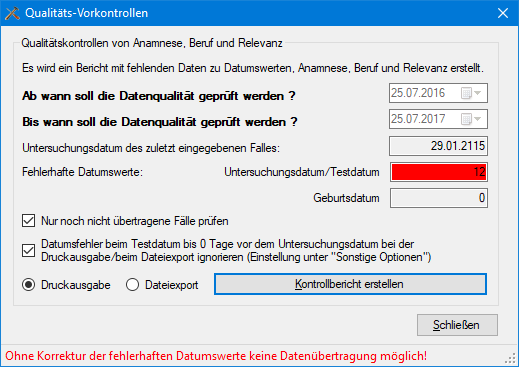 Qualitäts-Vorkontrollen
Qualitätskontrollen von Anamnese, Beruf und Relevanz
Es wird ein Bericht mit fehlenden Daten zu Datumswerten, Anamnese, Beruf und Relevanz erstellt.
Ab wann soll die Datenqualität geprüft werden ? 25.07.2016
Bis wann soll die Datenqualität geprüft werden ? 25.07.2017
Untersuchungsdatum des zuletzt eingegebenen Falles: 29.01.2115
Fehlerhafte Datumswerte: Untersuchungsdatum/Testdatum 12
Geburtsdatum 0
Nur noch nicht übertragene Fälle prüfen
Datumsfehler beim Testdatum bis 0 Tage vor dem Untersuchungsdatum bei der
Druckausgabe/beim Dateiexport ignorieren (Einstellung unter "Sonstige Optionen")
Druckausgabe Dateiexport Kontrollbericht erstellen
Schließen
Ohne Korrektur der fehlerhaften Datumswerte keine Datenübertragung möglich!